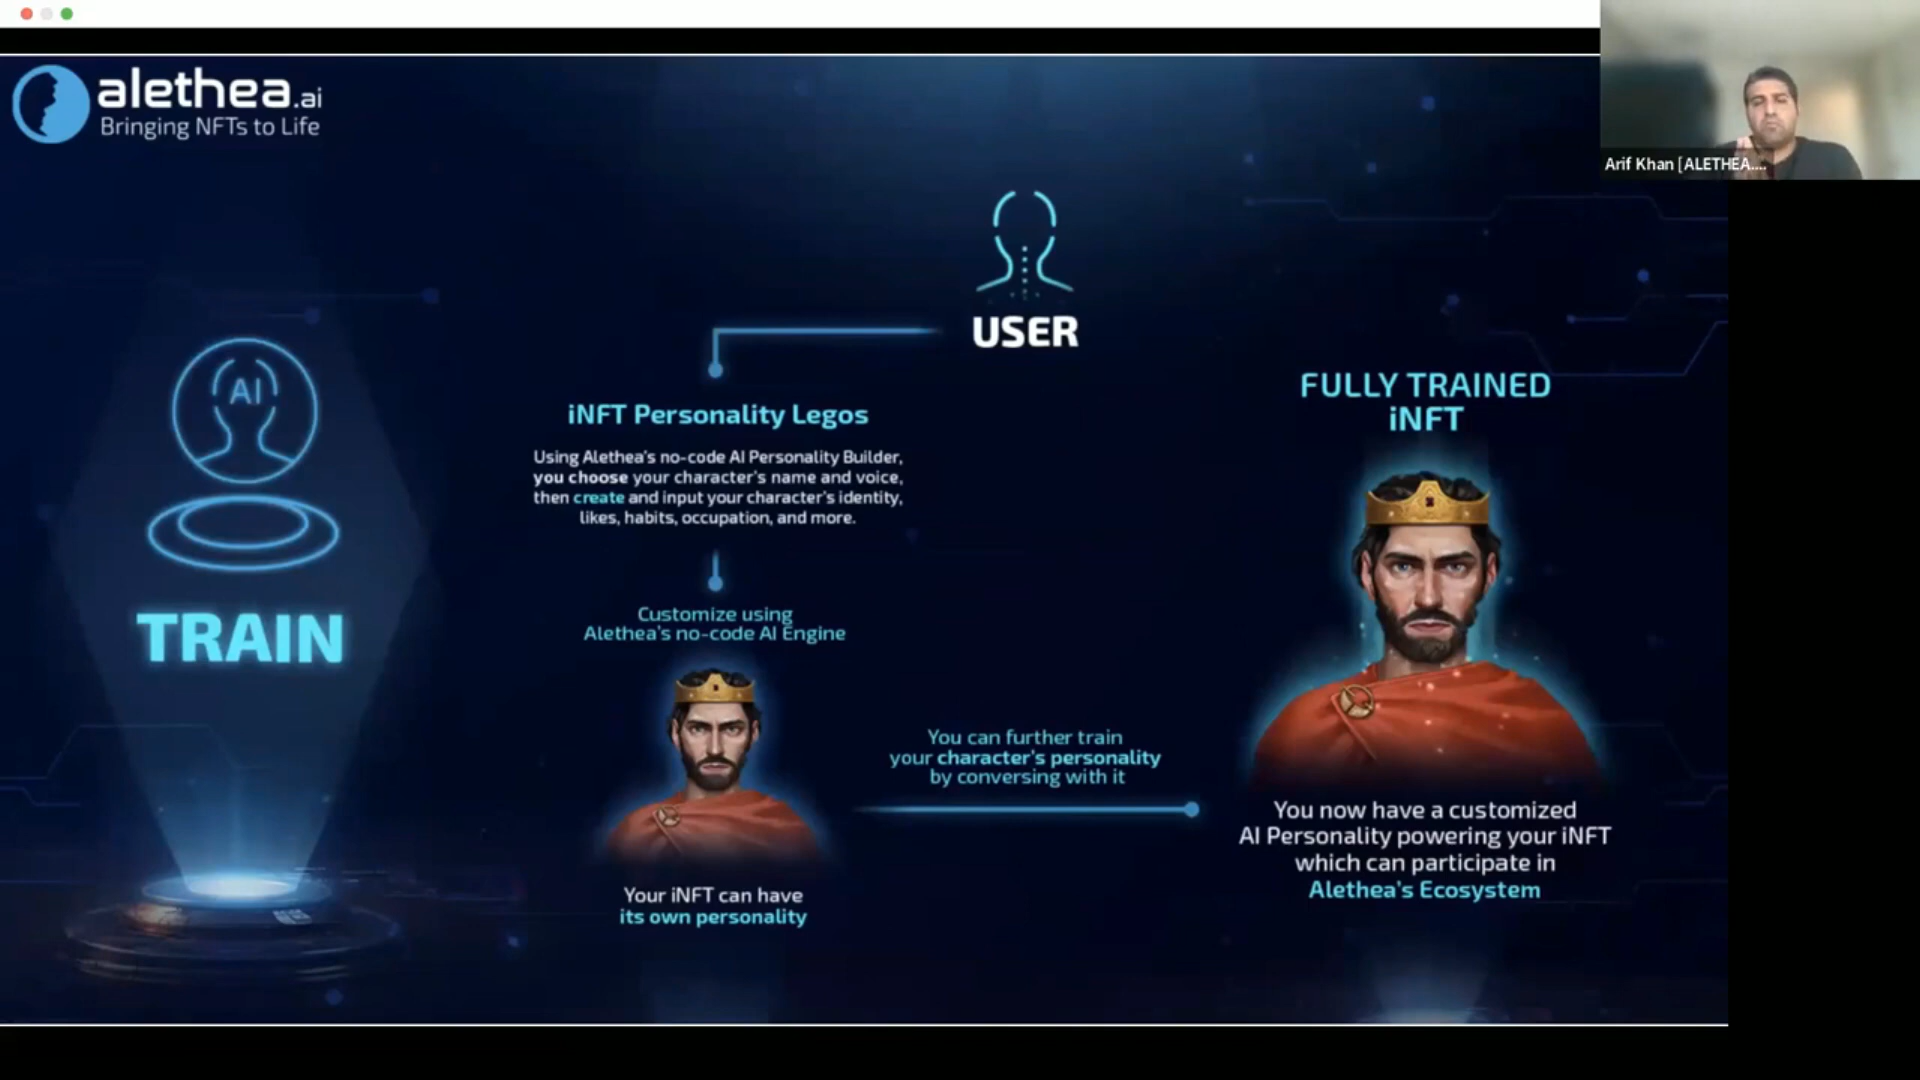 alethea.ai
Bringing NFTs to Life
Arif Khan [ALETHEA....
USER
AI
TRAIN
iNFT Personality Legos
Using Alethea's no-code AI Personality Builder,
you choose your character's name and voice,
then create and input your character's identity,
likes, habits, occupation, and more.
Customize using
Alethea's no-code AI Engine
Your iNFT can have
its own personality
You can further train
your character's personality
by conversing with it
FULLY TRAINED
iNFT
You now have a customized
AI Personality powering your iNFT
which can participate in
Alethea's Ecosystem